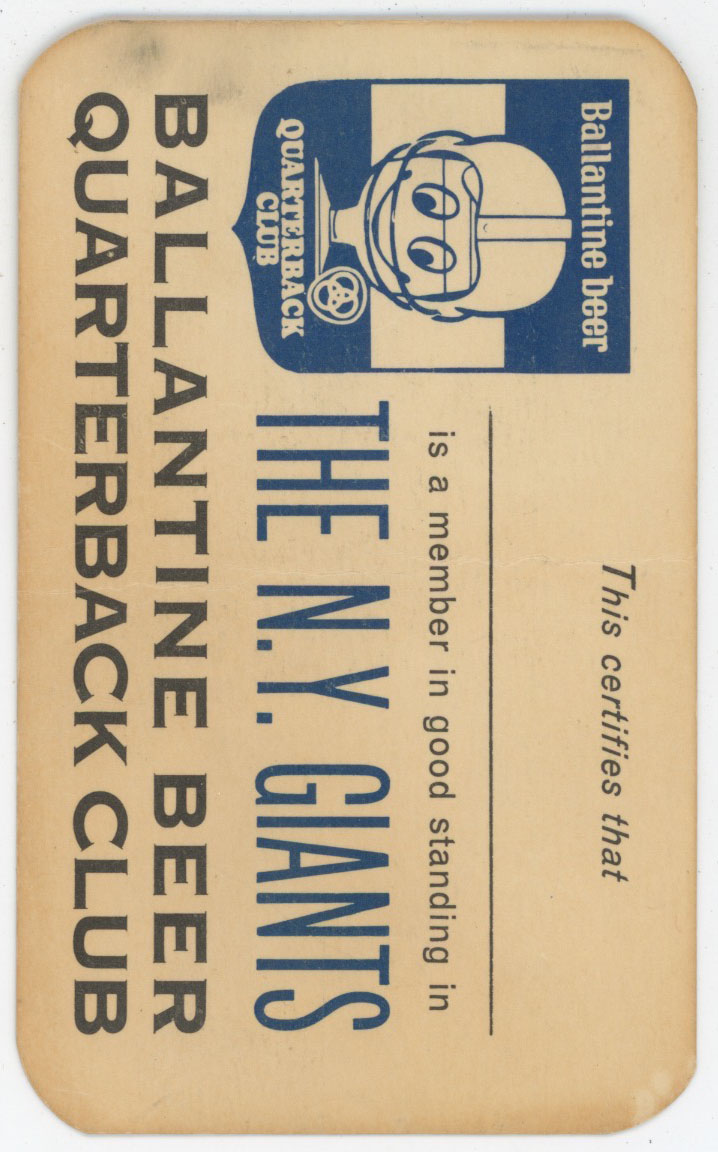 Ballantine beer
QUARTERBACK
CLUB
This certifies that
is a member in good standing in
THE N.Y. GIANTS
BALLANTINE BEER
QUARTERBACK CLUB